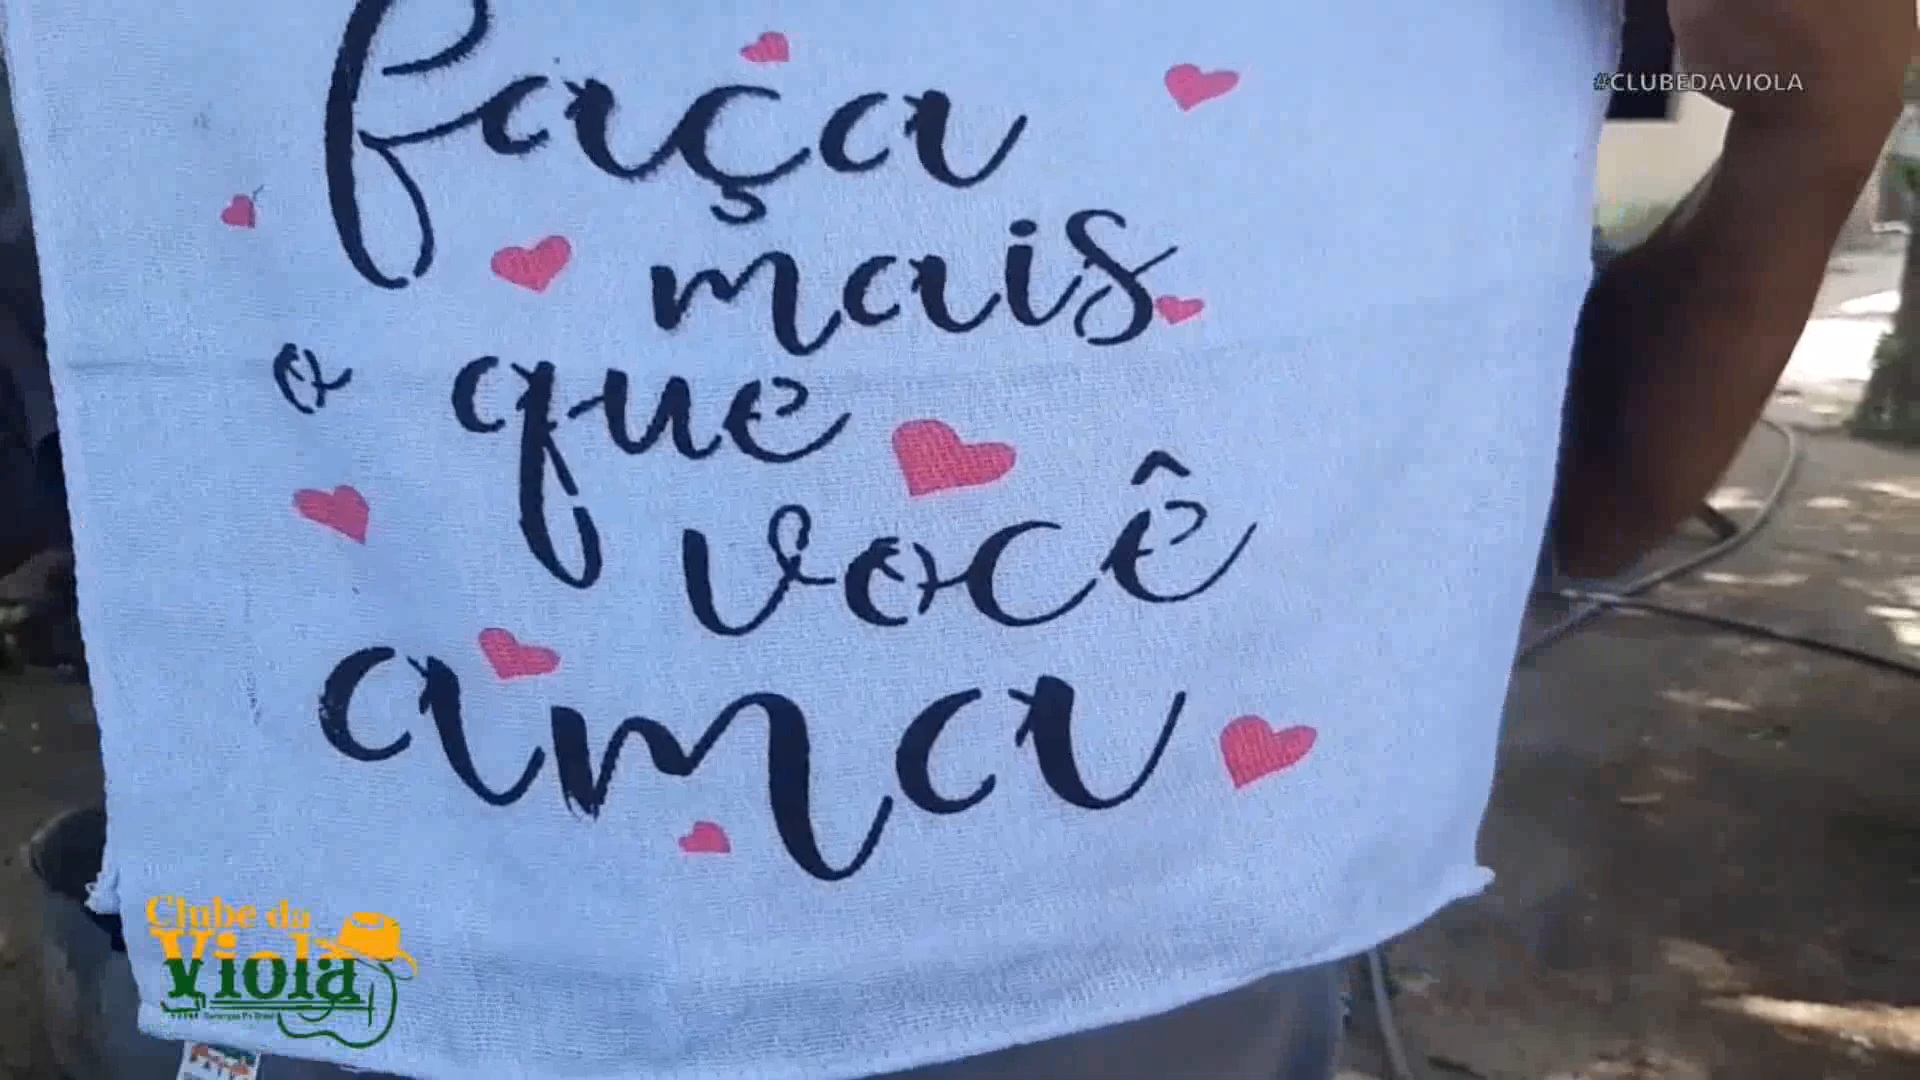 #CLUBEDAVIOLA
faça
mais
o que
você
ama
Clube da
Viola